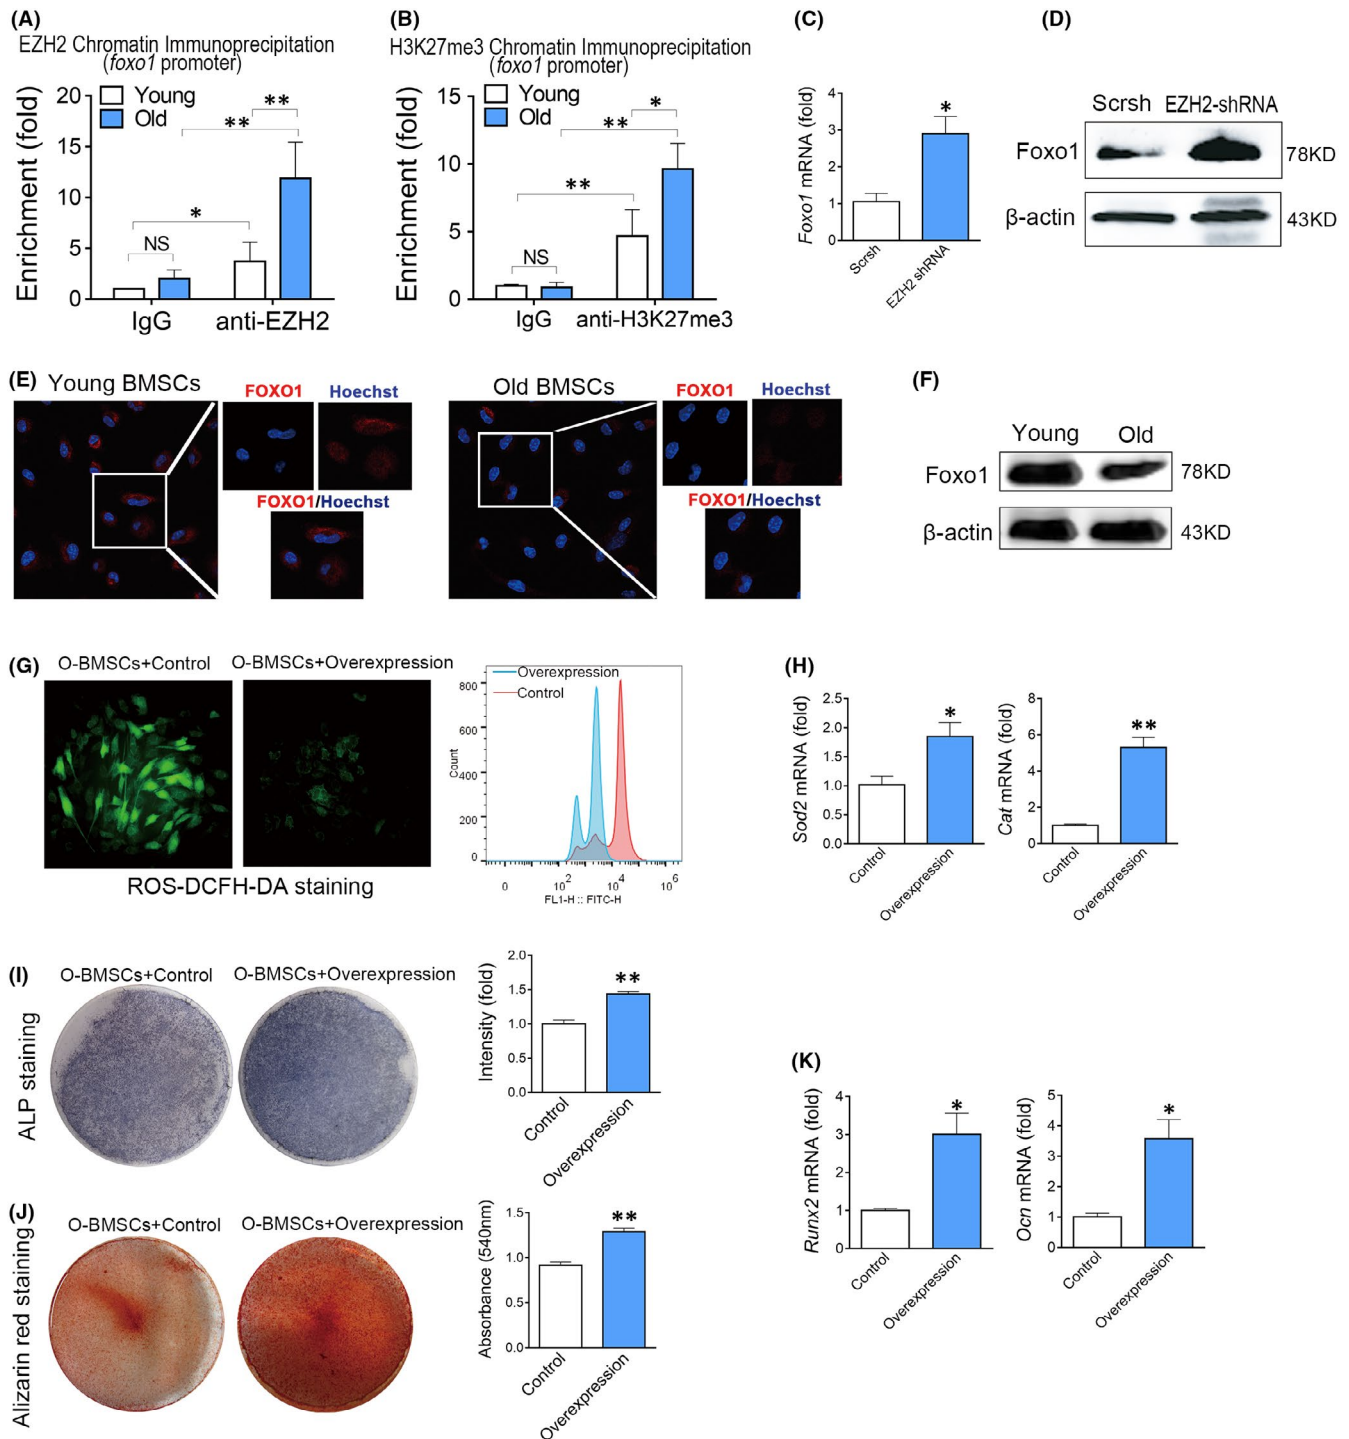 (A)
EZH2 Chromatin Immunoprecipitation
(foxo1 promoter)
Enrichment (fold)
20
15
10
5
0
Young
Old
**
**
*
NS
IgG
anti-EZH2
(B)
H3K27me3 Chromatin Immunoprecipitation
(foxo1 promoter)
Enrichment (fold)
15
10
5
0
Young
Old
*
**
**
NS
IgG
anti-H3K27me3
(C)
Foxo1 mRNA (fold)
4
3
2
1
0
*
Scrsh
EZH2 shRNA
(D)
Scrsh EZH2-shRNA
Foxo1
78KD
β-actin
43KD
(E)
Young BMSCs
FOXO1
Hoechst
FOXO1/Hoechst
Old BMSCs
FOXO1
Hoechst
FOXO1/Hoechst
(F)
Young Old
Foxo1
78KD
β-actin
43KD
(G)
O-BMSCs+Control
O-BMSCs+Overexpression
ROS-DCFH-DA staining
Overexpression
Control
Count
800
600
400
200
0
0
10²
10⁴
10⁶
FL1-H :: FITC-H
(H)
Sod2 mRNA (fold)
2.5
2.0
1.5
1.0
0.5
0.0
*
Control
Overexpression
Cat mRNA (fold)
8
6
4
2
0
**
Control
Overexpression
(I)
O-BMSCs+Control
O-BMSCs+Overexpression
ALP staining
Intensity (fold)
2.0
1.5
1.0
0.5
0.0
**
Control
Overexpression
(J)
O-BMSCs+Control
O-BMSCs+Overexpression
Alizarin red staining
Absorbance (540nm)
1.5
1.0
0.5
0.0
**
Control
Overexpression
(K)
Runx2 mRNA (fold)
4
3
2
1
0
*
Control
Overexpression
Ocn mRNA (fold)
5
4
3
2
1
0
*
Control
Overexpression